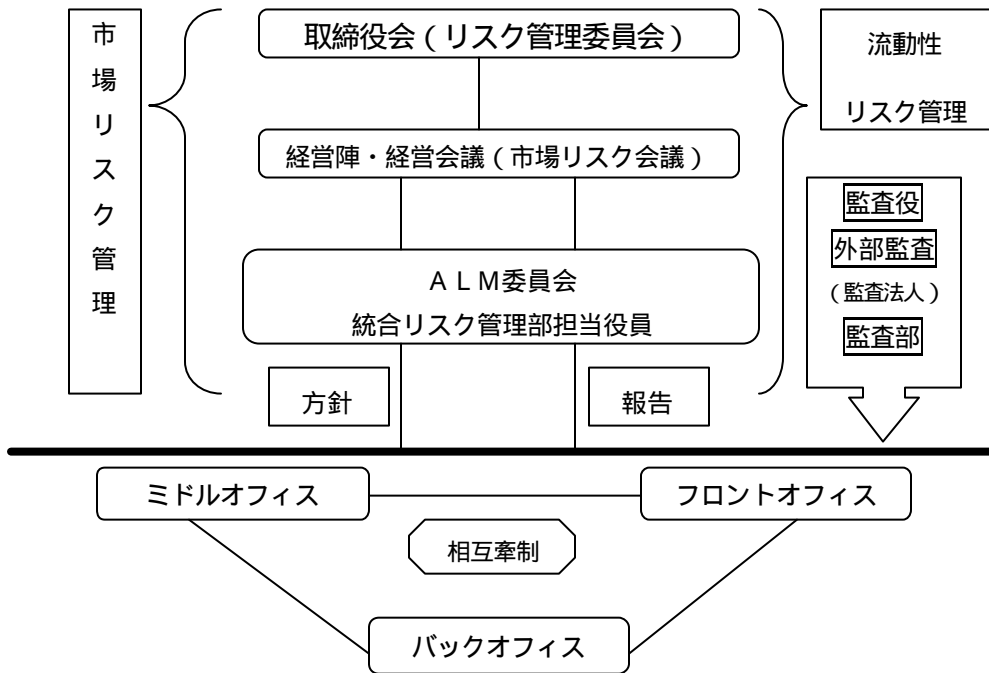 市場リスク管理
取締役会(リスク管理委員会)
経営陣・経営会議(市場リスク会議)
ALM委員会
統合リスク管理部担当役員
方針
報告
流動性
リスク管理
監査役
外部監査
(監査法人)
監査部
ミドルオフィス
フロントオフィス
相互牽制
バックオフィス